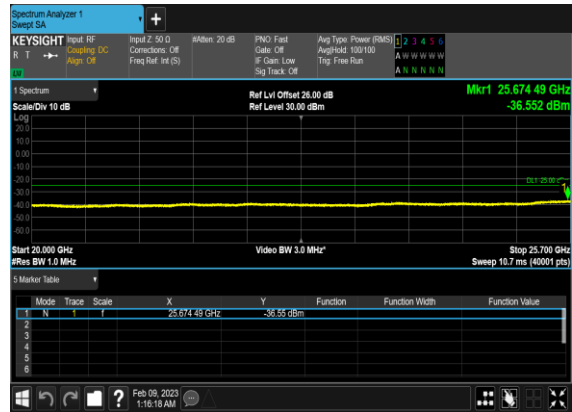 Spectrum Analyzer 1
Swept SA
KEYSIGHT Input: RF Input Z: 50 Ω #Atten: 20 dB PNO: Fast Avg Type: Power (RMS) 1 2 3 4 5 6
R T Coupling: DC Corrections: Off Gate: Off Avg|Hold: 100/100 A W W W W W
Align: Off Freq Ref: Int (S) IF Gain: Low Trig: Free Run
Sig Track: Off A N N N N N
1 Spectrum Ref Lvl Offset 26.00 dB Mkr1 25.674 49 GHz
Scale/Div 10 dB Ref Level 30.00 dBm -36.552 dBm
Log
20.0
10.0
0.00
-10.0
-20.0
-30.0
-40.0
-50.0
-60.0
1
Start 20.000 GHz Video BW 3.0 MHz* Stop 25.700 GHz
#Res BW 1.0 MHz Sweep 10.7 ms (40001 pts)
5 Marker Table
Mode Trace Scale X Y Function Function Width Function Value
1 N 1 f 25.674 49 GHz -36.55 dBm
2
3
4
5
6
Feb 09, 2023
1:16:18 AM